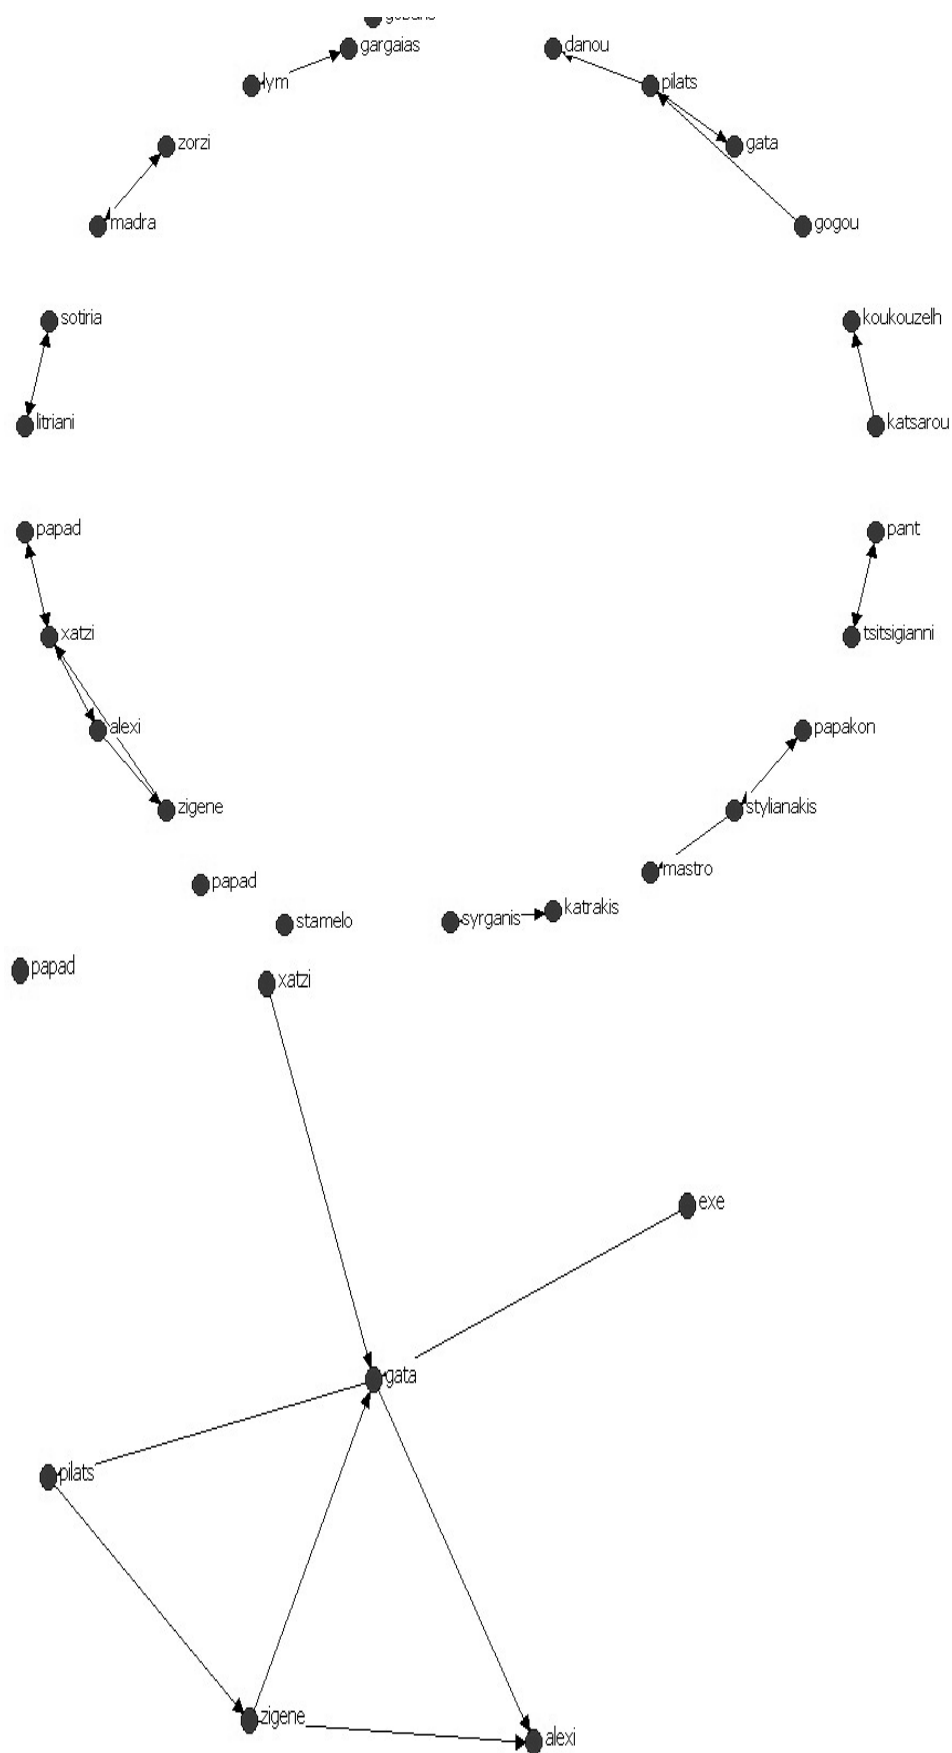 gargaias
danou
lym
pilats
zorzi
gata
madra
gogou
sotiria
koukouzelh
litriani
katsarou
papad
pant
xatzi
tsitsigianni
alexi
papakon
zigene
stylianakis
mastro
papad
katrakis
stamelo
syrganis
papad
xatzi
exe
gata
pilats
zigene
alexi